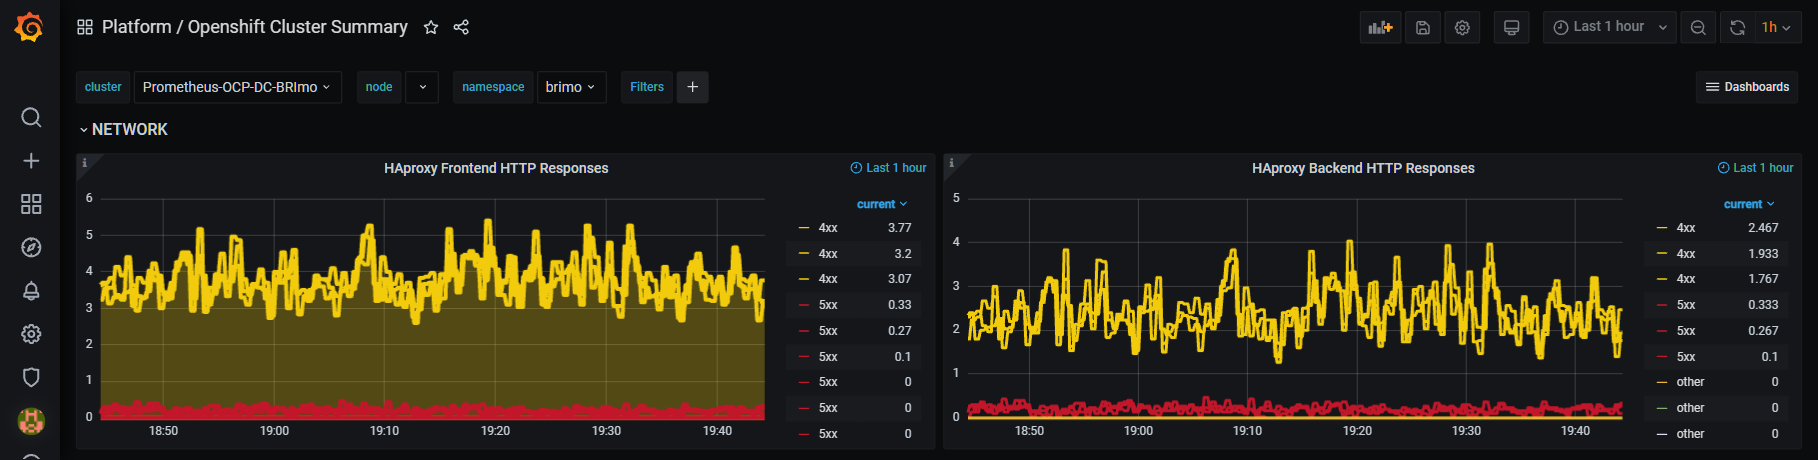 Platform / Openshift Cluster Summary
Last 1 hour
1h
cluster Prometheus-OCP-DC-BRImo node namespace brimo Filters +
Dashboards
NETWORK
i
HAproxy Frontend HTTP Responses
Last 1 hour
6
5
4
3
2
1
0
18:50 19:00 19:10 19:20 19:30 19:40
current
4xx 3.77
4xx 3.2
4xx 3.07
5xx 0.33
5xx 0.27
5xx 0.1
5xx 0
5xx 0
5xx 0
i
HAproxy Backend HTTP Responses
Last 1 hour
5
4
3
2
1
0
18:50 19:00 19:10 19:20 19:30 19:40
current
4xx 2.467
4xx 1.933
4xx 1.767
5xx 0.333
5xx 0.267
5xx 0.1
other 0
other 0
other 0